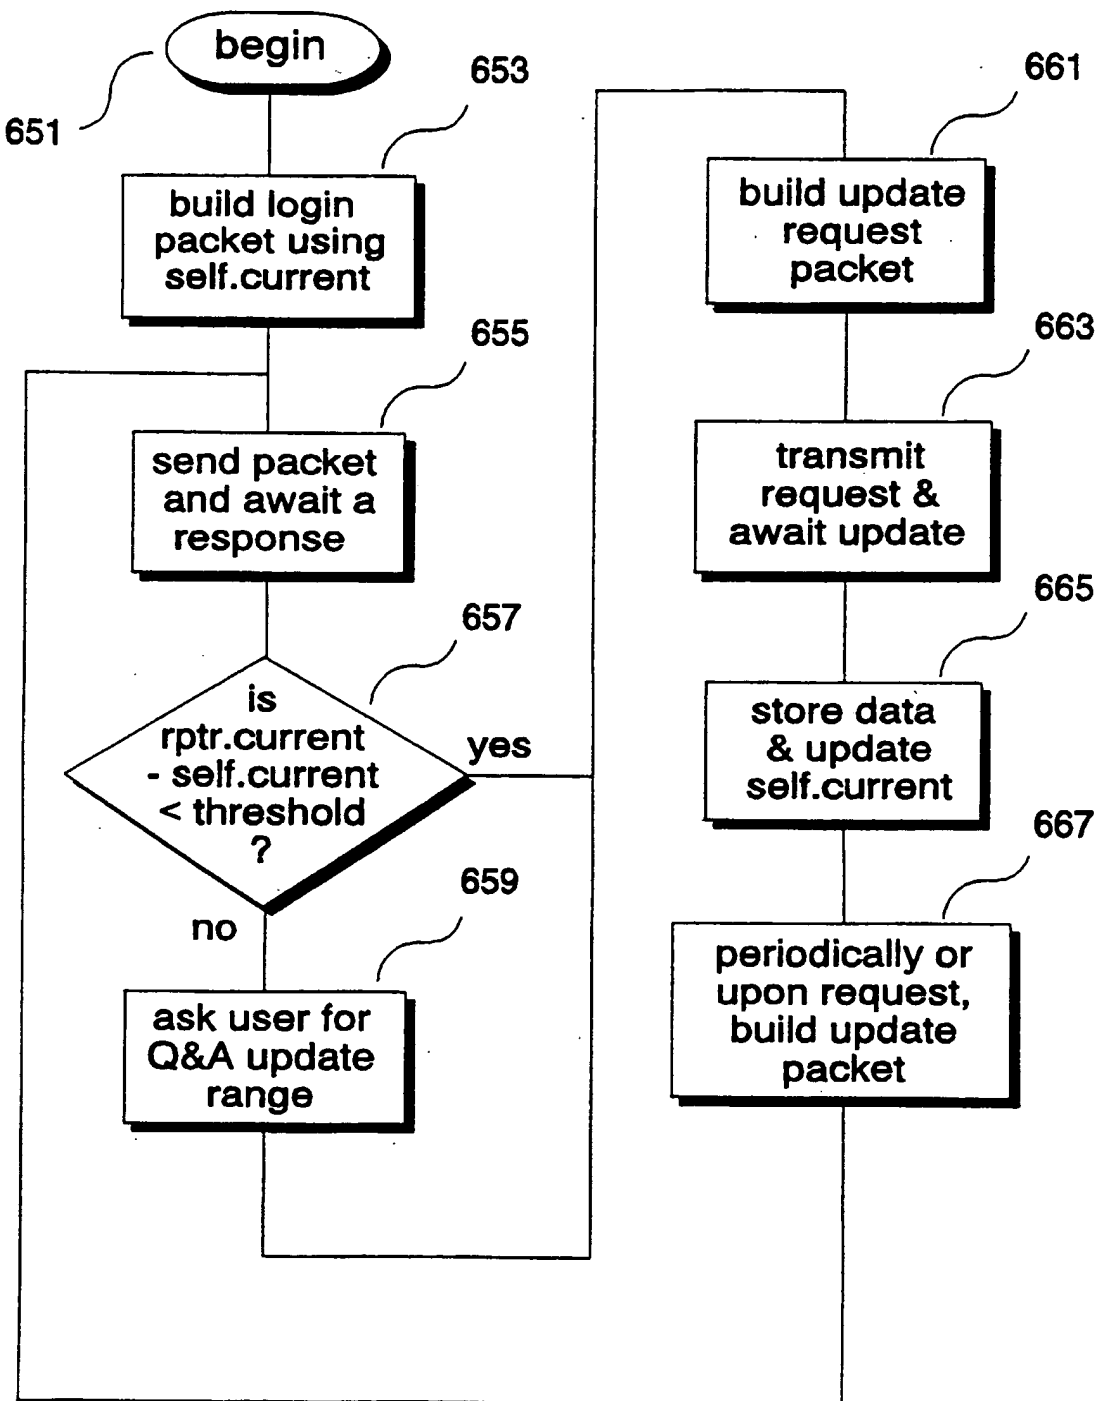 begin
651
653
build login
packet using
self.current
655
send packet
and await a
response
657
is
rptr.current
- self.current
< threshold
?
yes
no
659
ask user for
Q&A update
range
661
build update
request
packet
663
transmit
request &
await update
665
store data
& update
self.current
667
periodically or
upon request,
build update
packet